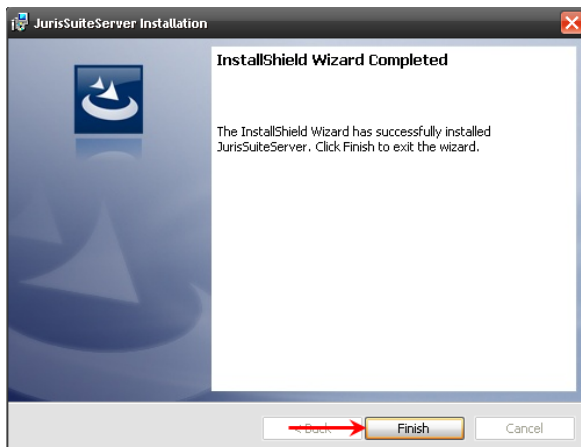 JurisSuiteServer Installation
InstallShield Wizard Completed
The InstallShield Wizard has successfully installed
JurisSuiteServer. Click Finish to exit the wizard.
< Back
Finish
Cancel